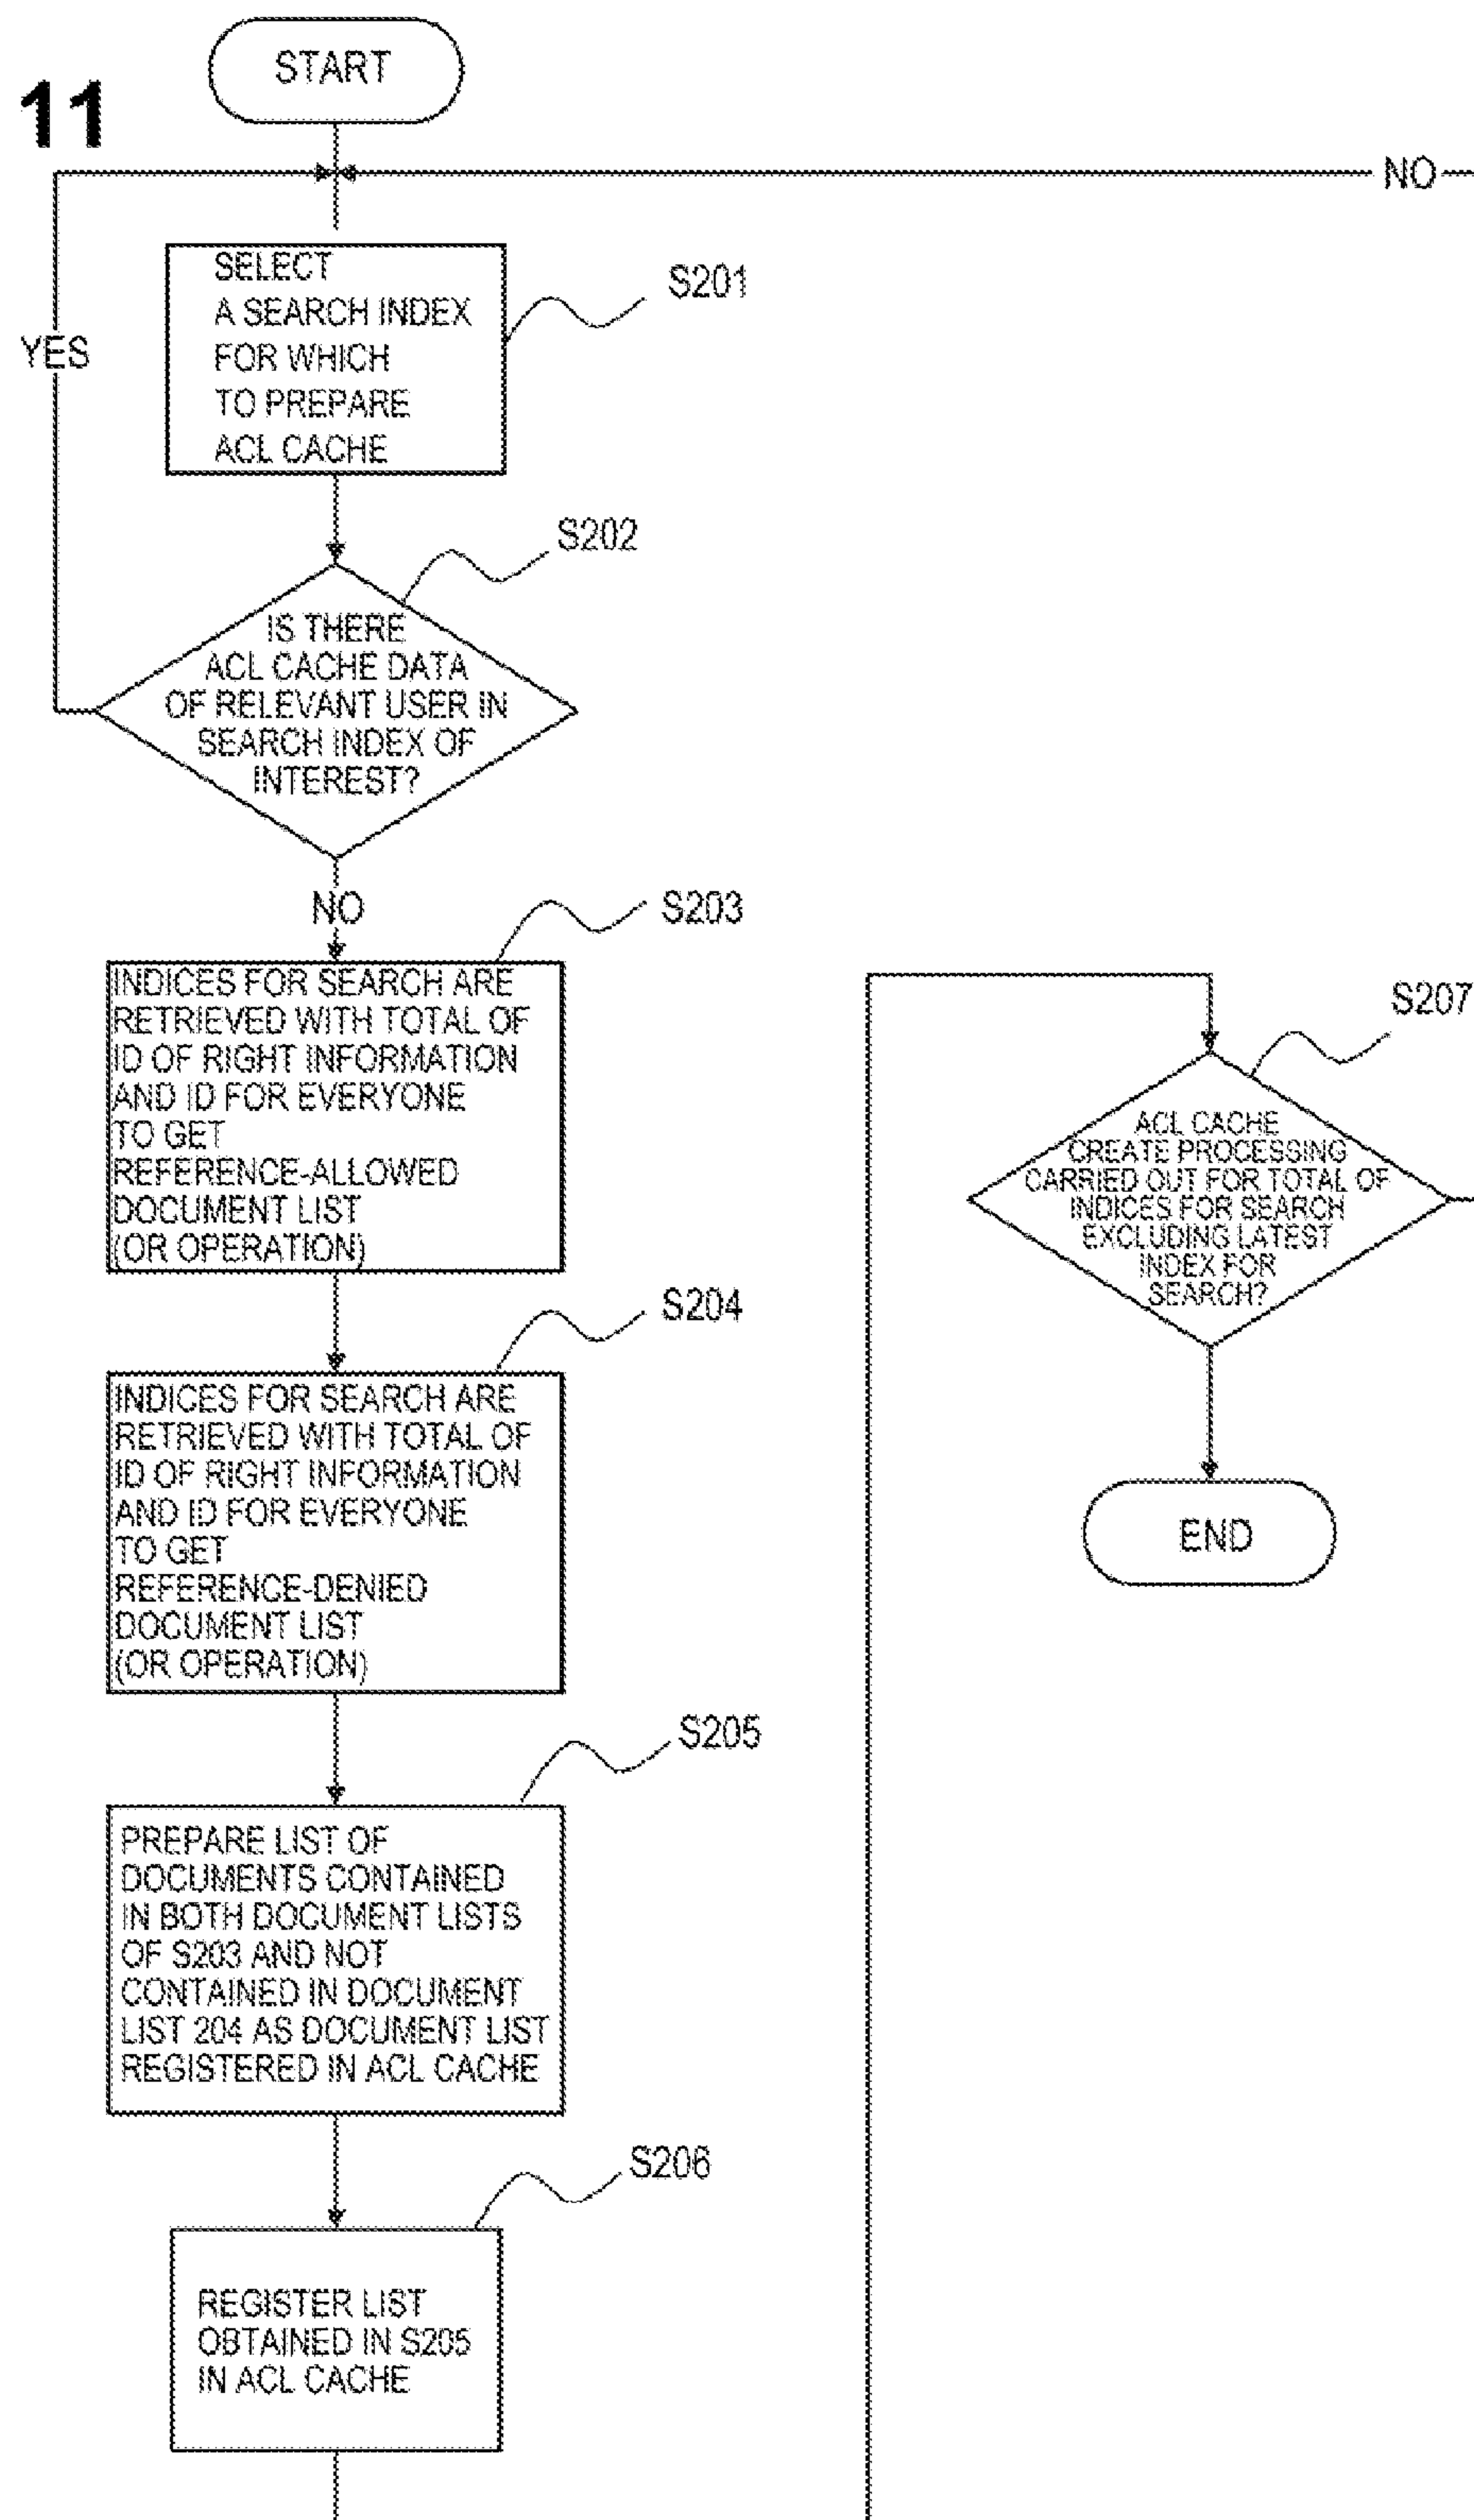 11
START
NO
SELECT
A SEARCH INDEX
FOR WHICH
TO PREPARE
ACL CACHE
S201
YES
S202
IS THERE
ACL CACHE DATA
OF RELEVANT USER IN
SEARCH INDEX OF
INTEREST?
NO
S203
INDICES FOR SEARCH ARE
RETRIEVED WITH TOTAL OF
ID OF RIGHT INFORMATION
AND ID FOR EVERYONE
TO GET
REFERENCE-ALLOWED
DOCUMENT LIST
(OR OPERATION)
S204
INDICES FOR SEARCH ARE
RETRIEVED WITH TOTAL OF
ID OF RIGHT INFORMATION
AND ID FOR EVERYONE
TO GET
REFERENCE-DENIED
DOCUMENT LIST
(OR OPERATION)
S205
PREPARE LIST OF
DOCUMENTS CONTAINED
IN BOTH DOCUMENT LISTS
OF S203 AND NOT
CONTAINED IN DOCUMENT
LIST 204 AS DOCUMENT LIST
REGISTERED IN ACL CACHE
S206
REGISTER LIST
OBTAINED IN S205
IN ACL CACHE
S207
ACL CACHE
CREATE PROCESSING
CARRIED OUT FOR TOTAL OF
INDICES FOR SEARCH
EXCLUDING LATEST
INDEX FOR
SEARCH?
END